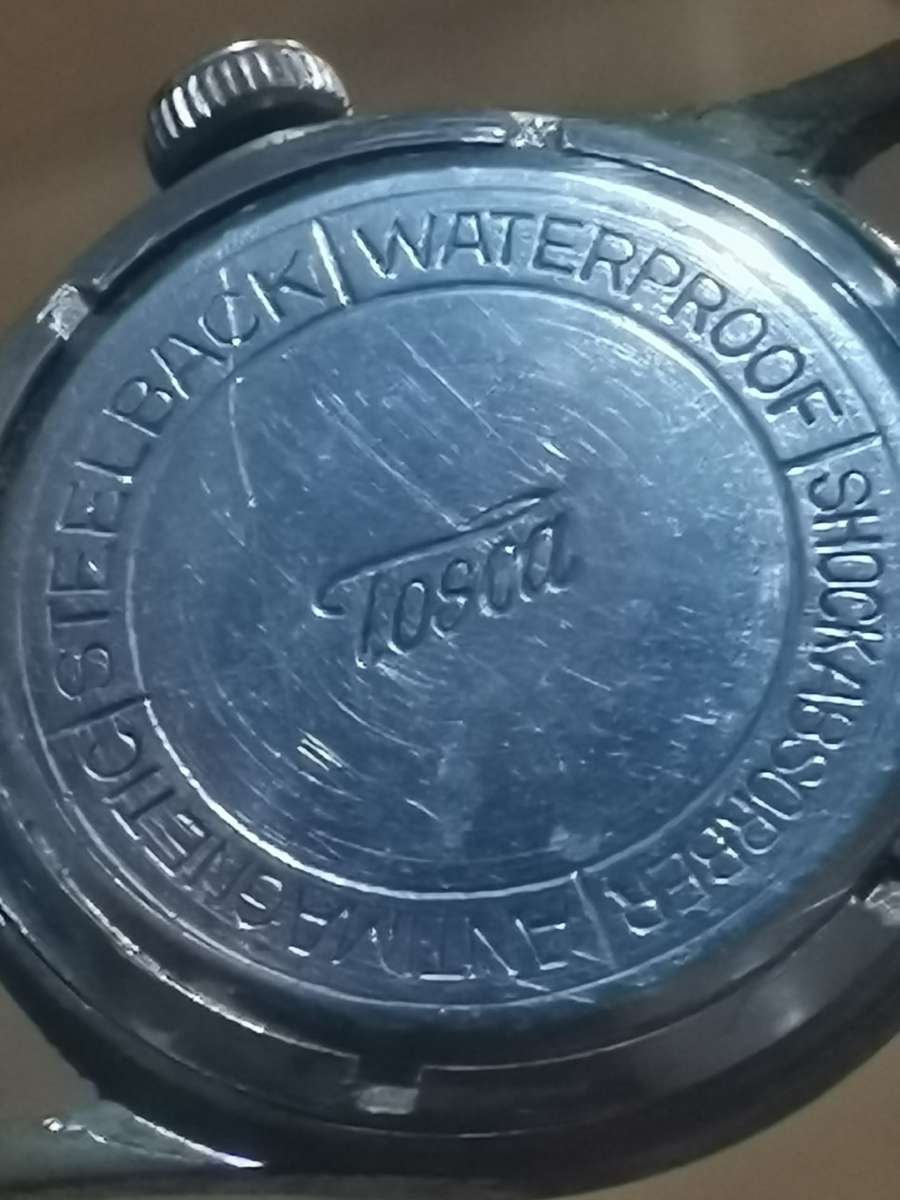 WATERPROOF | SHOCKABSORBER | ANTIMAGNETIC | STEELBACK |
Tosca